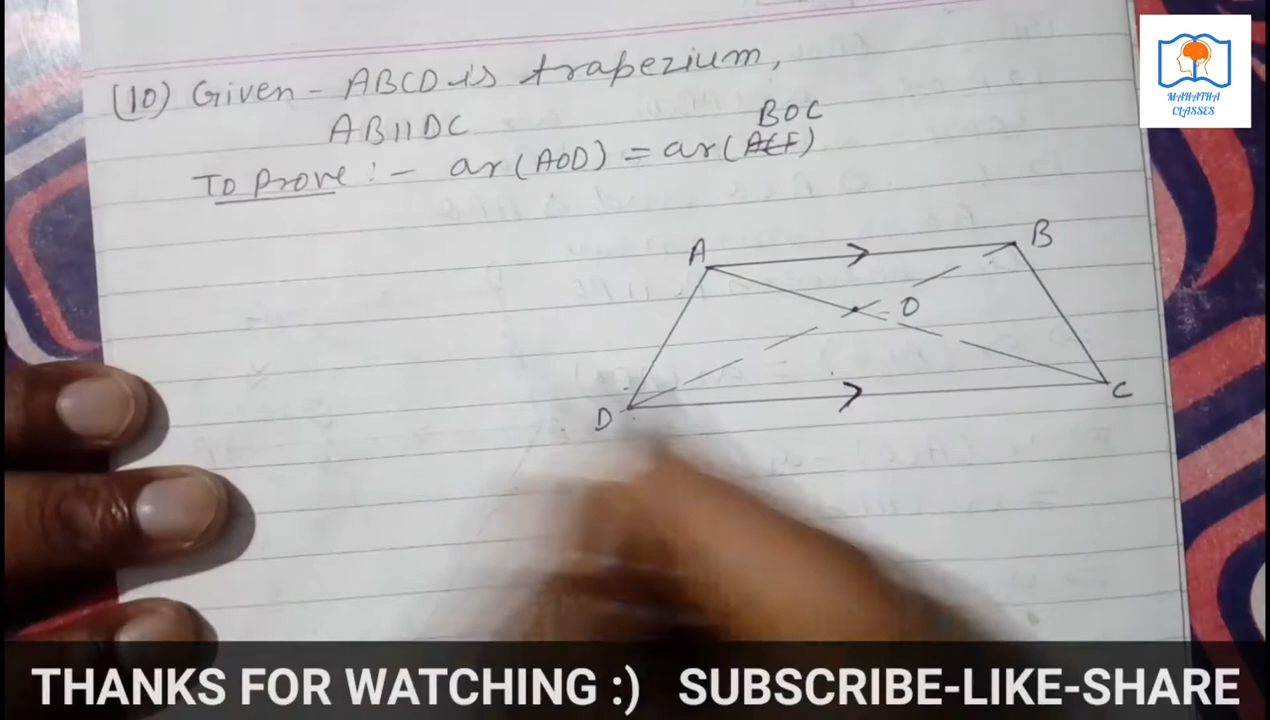 MAHATHA
CLASSES
(10) Given - ABCD is trapezium,
AB || DC
BOC
To Prove :- ar (AOD) = ar( )
A
B
O
D
C
THANKS FOR WATCHING :) SUBSCRIBE-LIKE-SHARE